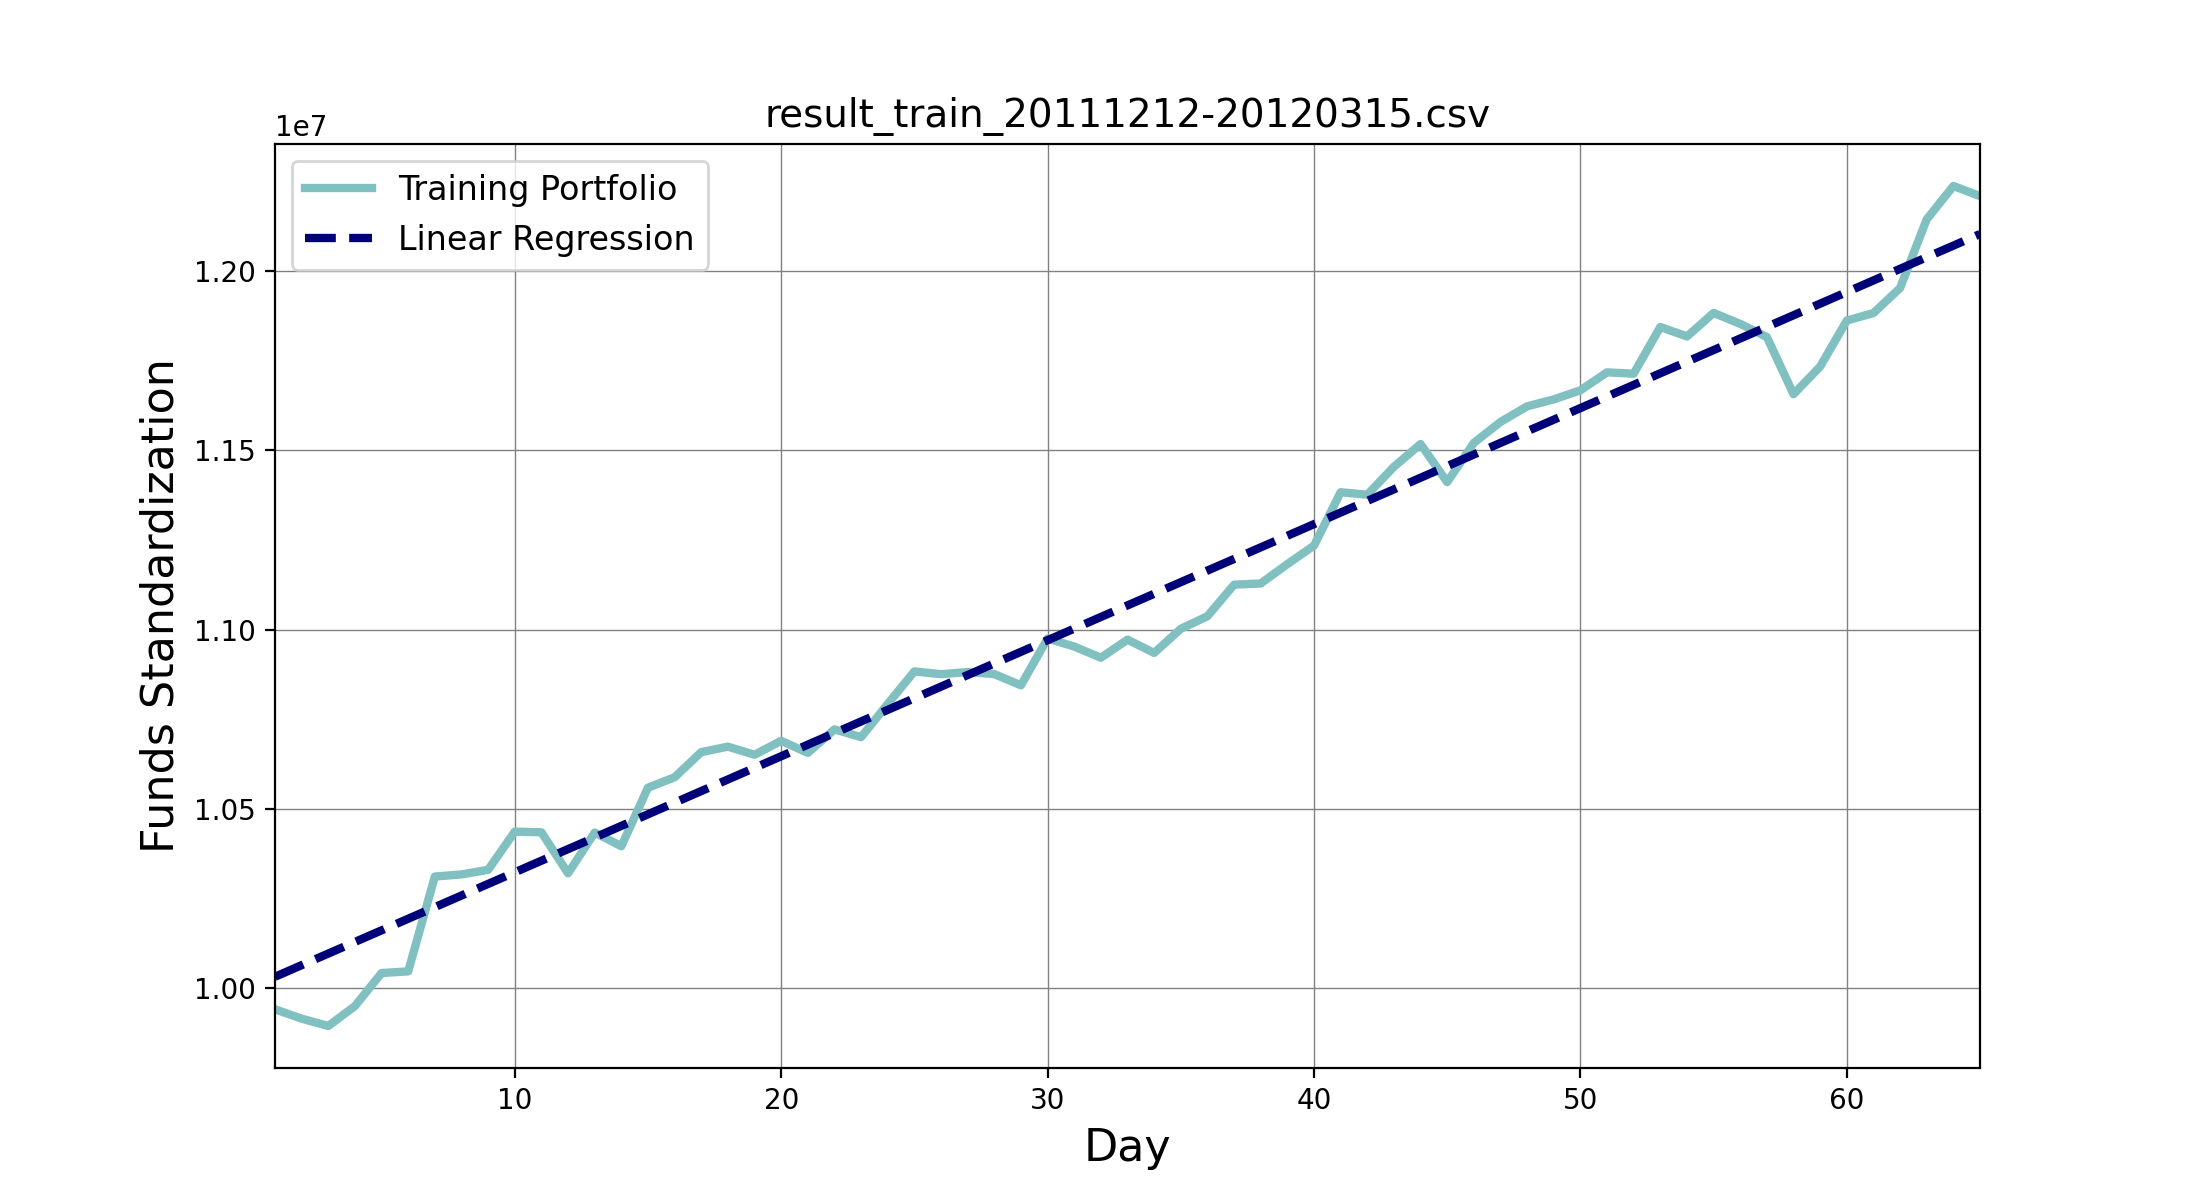 result_train_20111212-20120315.csv
1e7
Training Portfolio
Linear Regression
1.20
1.15
1.10
1.05
1.00
Funds Standardization
10 20 30 40 50 60
Day